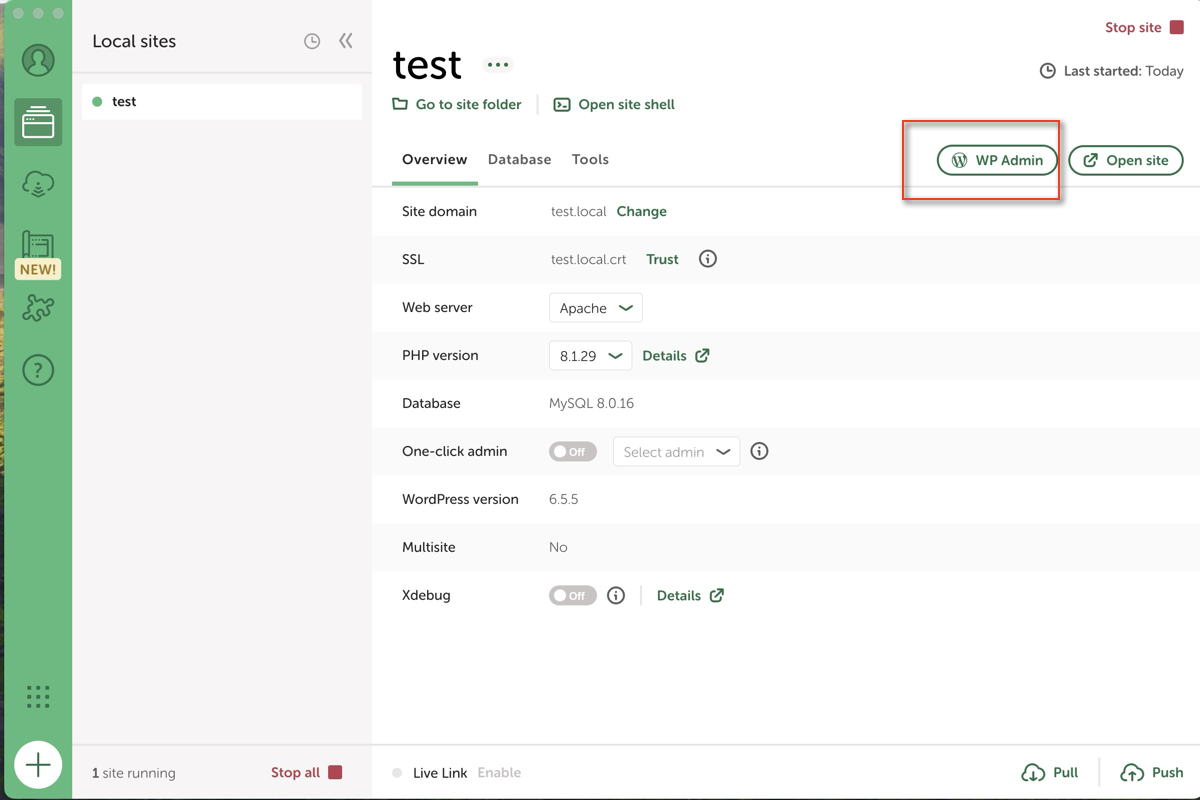 Local sites
test
NEW!
?
1 site running
Stop all
Stop site
test
Last started: Today
Go to site folder
Open site shell
Overview Database Tools
WP Admin
Open site
Site domain test.local Change
SSL test.local.crt Trust
Web server Apache
PHP version 8.1.29 Details
Database MySQL 8.0.16
One-click admin Off Select admin
WordPress version 6.5.5
Multisite No
Xdebug Off Details
Live Link Enable
Pull
Push